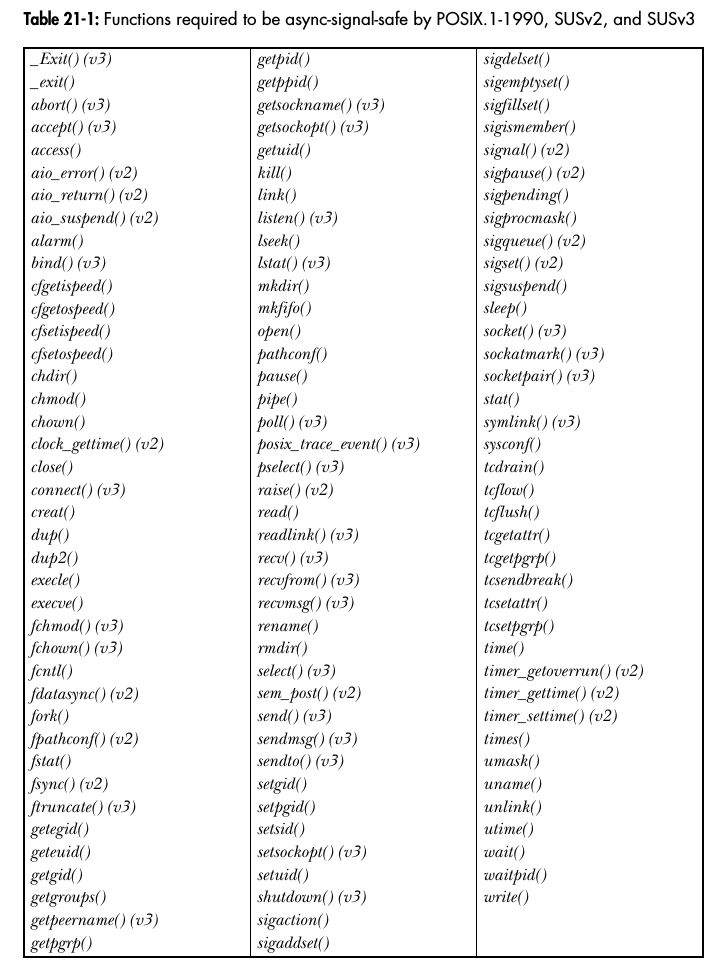 Table 21-1: Functions required to be async-signal-safe by POSIX.1-1990, SUSv2, and SUSv3
_Exit() (v3)
_exit()
abort() (v3)
accept() (v3)
access()
aio_error() (v2)
aio_return() (v2)
aio_suspend() (v2)
alarm()
bind() (v3)
cfgetispeed()
cfgetospeed()
cfsetispeed()
cfsetospeed()
chdir()
chmod()
chown()
clock_gettime() (v2)
close()
connect() (v3)
creat()
dup()
dup2()
execle()
execve()
fchmod() (v3)
fchown() (v3)
fcntl()
fdatasync() (v2)
fork()
fpathconf() (v2)
fstat()
fsync() (v2)
ftruncate() (v3)
getegid()
geteuid()
getgid()
getgroups()
getpeername() (v3)
getpgrp()
getpid()
getppid()
getsockname() (v3)
getsockopt() (v3)
getuid()
kill()
link()
listen() (v3)
lseek()
lstat() (v3)
mkdir()
mkfifo()
open()
pathconf()
pause()
pipe()
poll() (v3)
posix_trace_event() (v3)
pselect() (v3)
raise() (v2)
read()
readlink() (v3)
recv() (v3)
recvfrom() (v3)
recvmsg() (v3)
rename()
rmdir()
select() (v3)
sem_post() (v2)
send() (v3)
sendmsg() (v3)
sendto() (v3)
setgid()
setpgid()
setsid()
setsockopt() (v3)
setuid()
shutdown() (v3)
sigaction()
sigaddset()
sigdelset()
sigemptyset()
sigfillset()
sigismember()
signal() (v2)
sigpause() (v2)
sigpending()
sigprocmask()
sigqueue() (v2)
sigset() (v2)
sigsuspend()
sleep()
socket() (v3)
sockatmark() (v3)
socketpair() (v3)
stat()
symlink() (v3)
sysconf()
tcdrain()
tcflow()
tcflush()
tcgetattr()
tcgetpgrp()
tcsendbreak()
tcsetattr()
tcsetpgrp()
time()
timer_getoverrun() (v2)
timer_gettime() (v2)
timer_settime() (v2)
times()
umask()
uname()
unlink()
utime()
wait()
waitpid()
write()